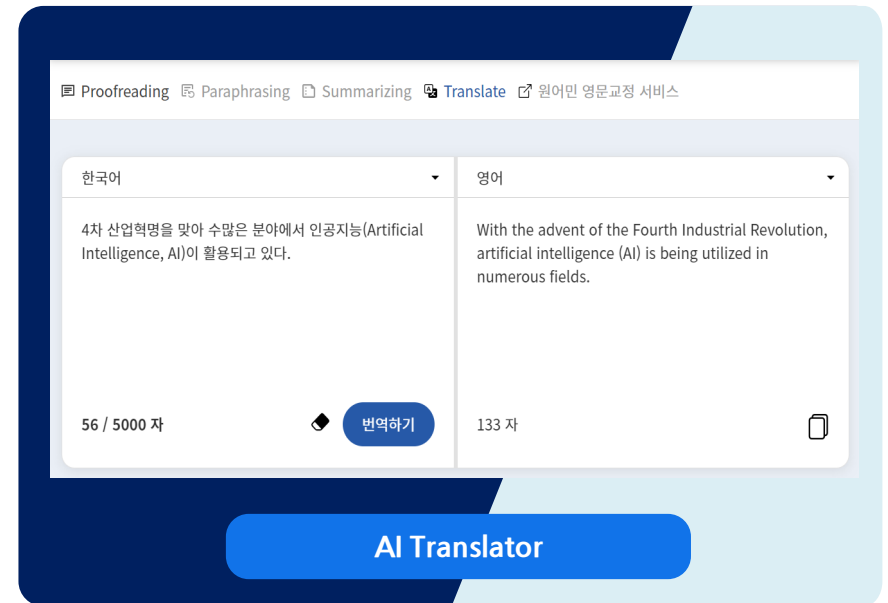 Proofreading Paraphrasing Summarizing Translate 원어민 영문교정 서비스
한국어
4차 산업혁명을 맞아 수많은 분야에서 인공지능(Artificial
Intelligence, AI)이 활용되고 있다.
56 / 5000 자
번역하기
영어
With the advent of the Fourth Industrial Revolution,
artificial intelligence (AI) is being utilized in
numerous fields.
133 자
AI Translator